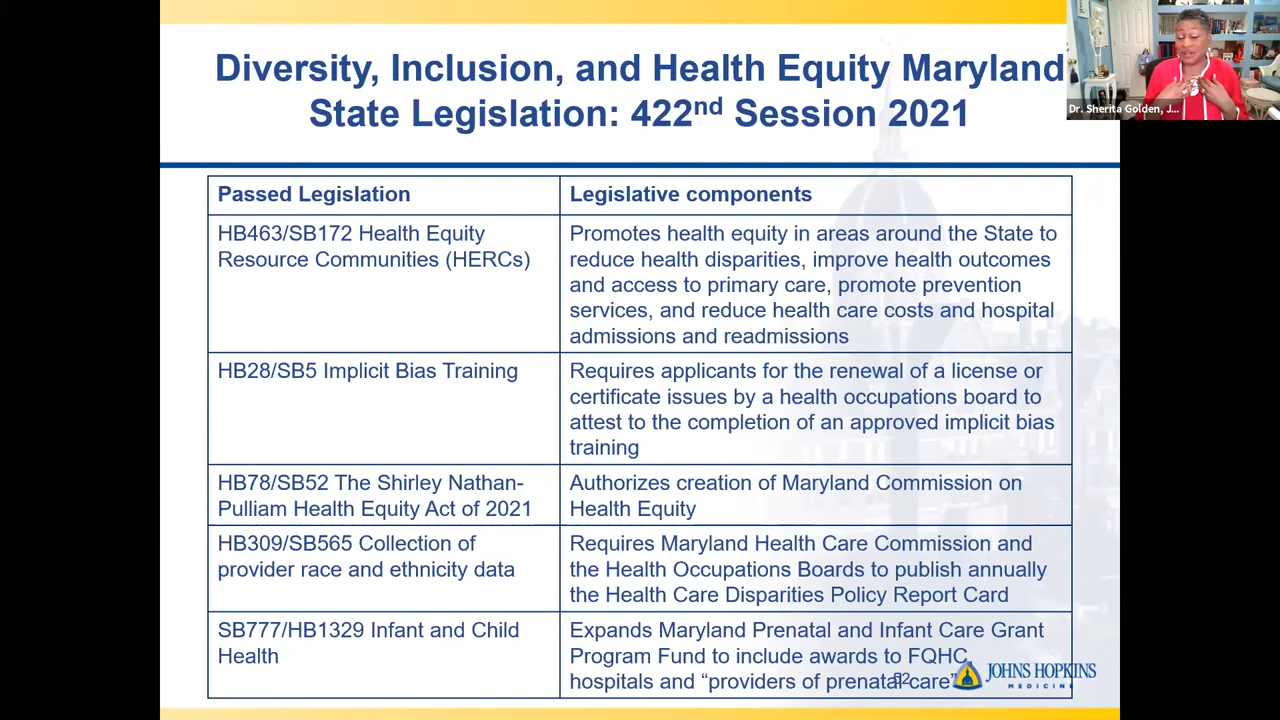 Diversity, Inclusion, and Health Equity Maryland
State Legislation: 422nd Session 2021
Dr. Sherita Golden, J...
Passed Legislation
Legislative components
HB463/SB172 Health Equity
Resource Communities (HERCs)
Promotes health equity in areas around the State to
reduce health disparities, improve health outcomes
and access to primary care, promote prevention
services, and reduce health care costs and hospital
admissions and readmissions
HB28/SB5 Implicit Bias Training
Requires applicants for the renewal of a license or
certificate issues by a health occupations board to
attest to the completion of an approved implicit bias
training
HB78/SB52 The Shirley Nathan-
Pulliam Health Equity Act of 2021
Authorizes creation of Maryland Commission on
Health Equity
HB309/SB565 Collection of
provider race and ethnicity data
Requires Maryland Health Care Commission and
the Health Occupations Boards to publish annually
the Health Care Disparities Policy Report Card
SB777/HB1329 Infant and Child
Health
Expands Maryland Prenatal and Infant Care Grant
Program Fund to include awards to FQHC,
hospitals and “providers of prenatal care”
JOHNS HOPKINS
MEDICINE